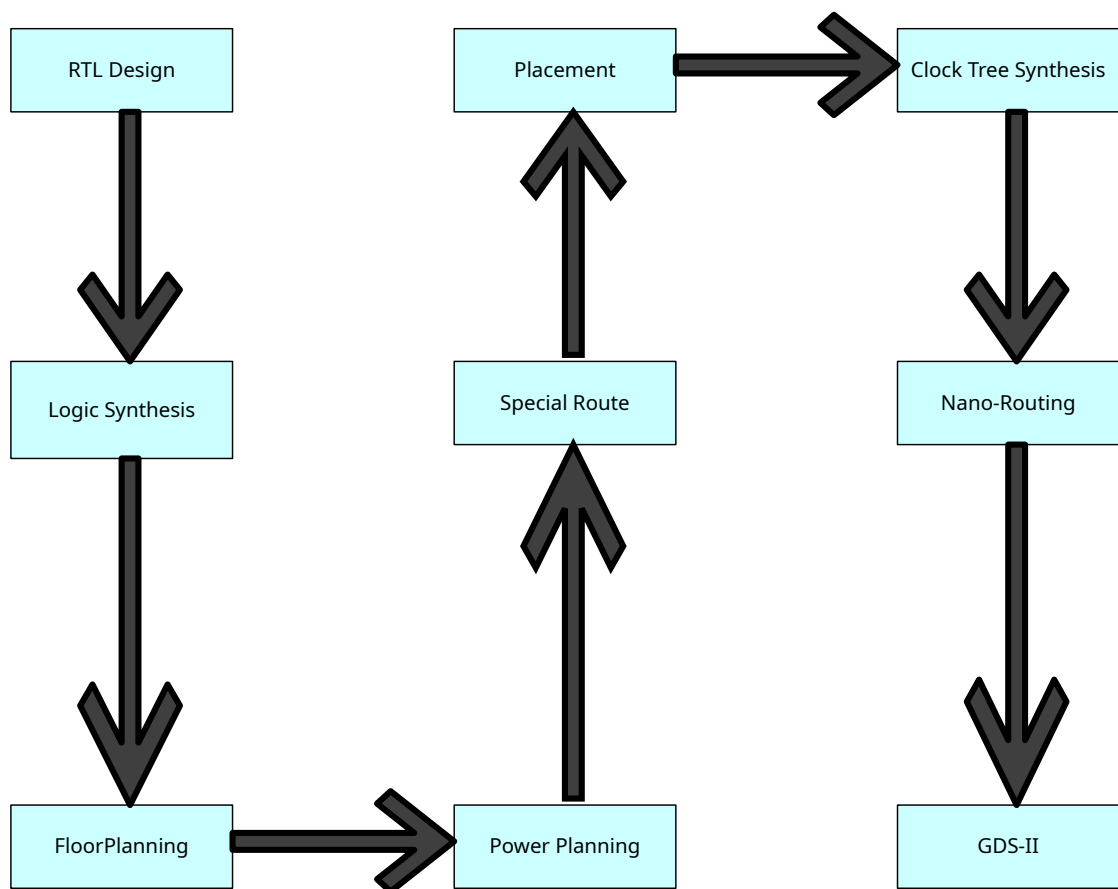 RTL Design
Logic Synthesis
FloorPlanning
Power Planning
Special Route
Placement
Clock Tree Synthesis
Nano-Routing
GDS-II